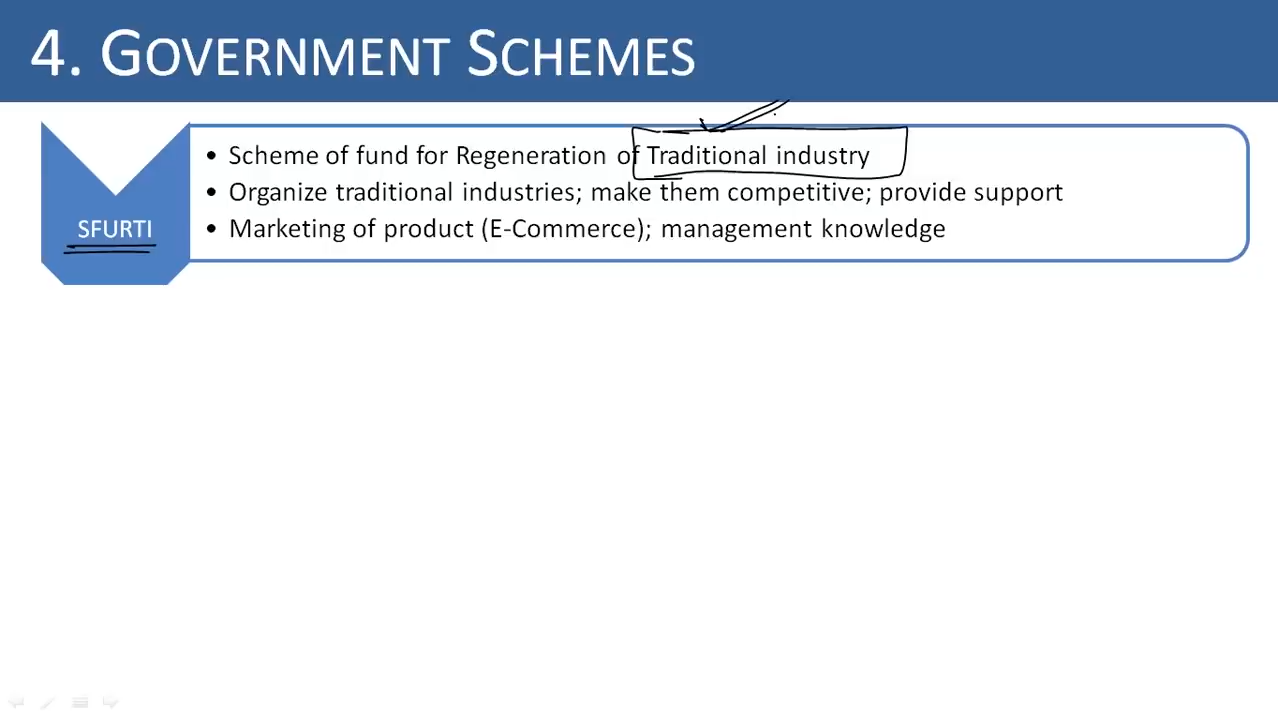 4. GOVERNMENT SCHEMES
SFURTI
• Scheme of fund for Regeneration of Traditional industry
• Organize traditional industries; make them competitive; provide support
• Marketing of product (E-Commerce); management knowledge